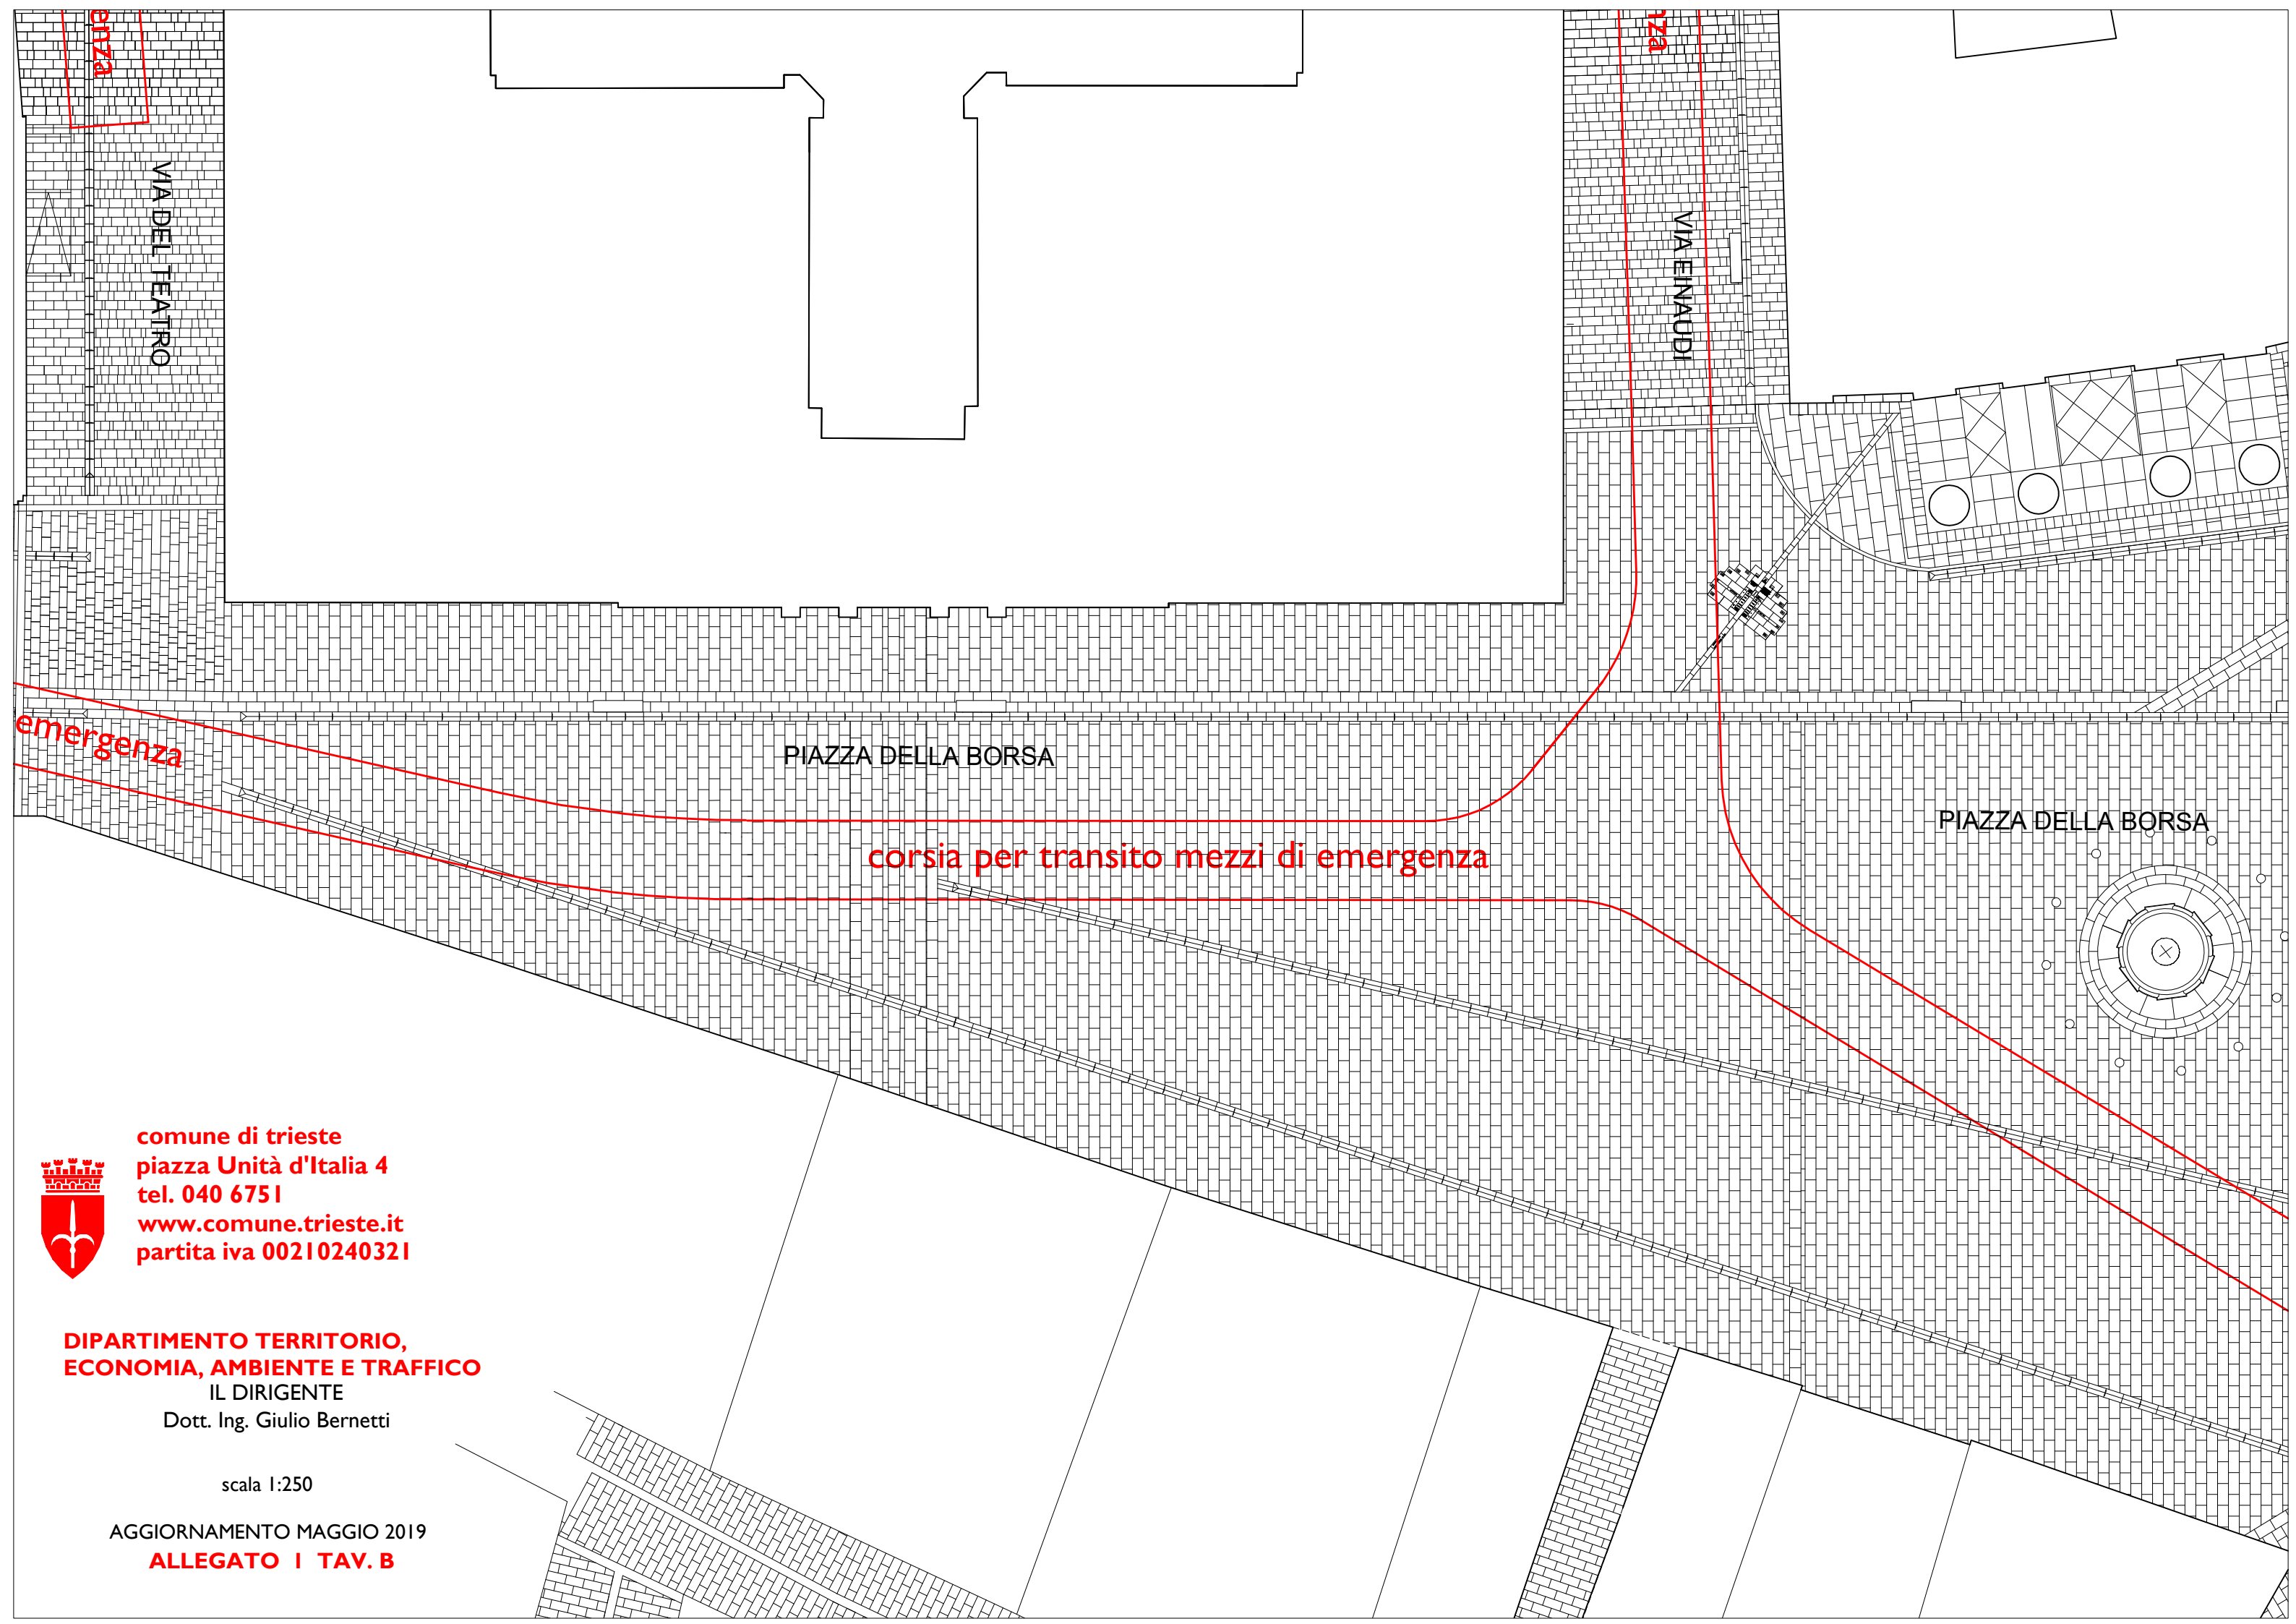 enza
nza
VIA DEL TEATRO
VIA EINAUDI
emergenza
PIAZZA DELLA BORSA
PIAZZA DELLA BORSA
corsia per transito mezzi di emergenza
comune di trieste
piazza Unità d'Italia 4
tel. 040 6751
www.comune.trieste.it
partita iva 00210240321
DIPARTIMENTO TERRITORIO,
ECONOMIA, AMBIENTE E TRAFFICO
IL DIRIGENTE
Dott. Ing. Giulio Bernetti
scala 1:250
AGGIORNAMENTO MAGGIO 2019
ALLEGATO 1 TAV. B